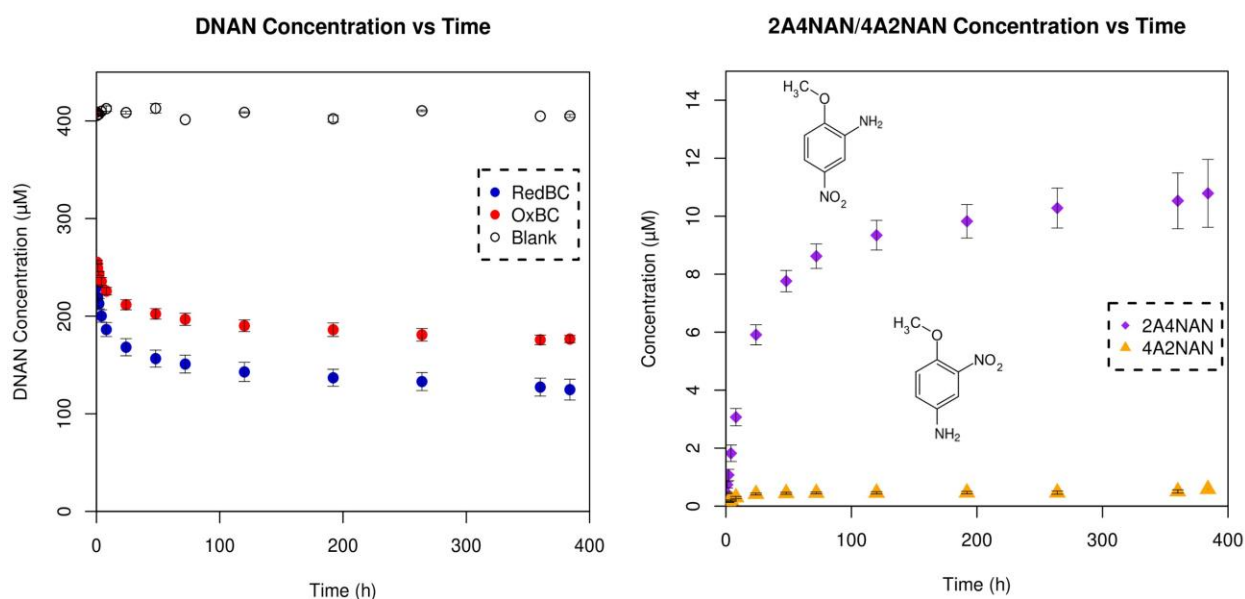 DNAN Concentration vs Time
DNAN Concentration (µM)
400
300
200
100
0
RedBC
OxBC
Blank
0 100 200 300 400
Time (h)
2A4NAN/4A2NAN Concentration vs Time
Concentration (µM)
14
12
10
8
6
4
2
0
H₃C
O
NH₂
NO₂
H₃C
O
NO₂
NH₂
2A4NAN
4A2NAN
0 100 200 300 400
Time (h)